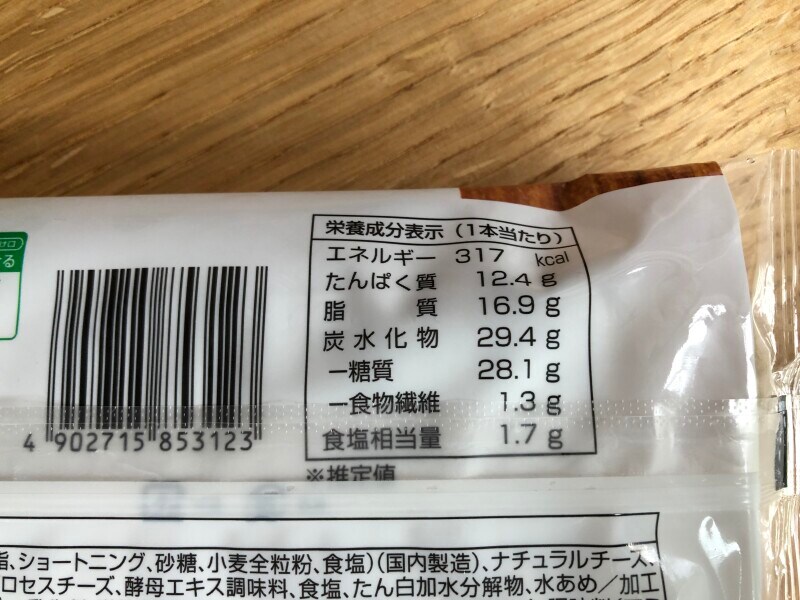 栄養成分表示 (1本当たり)
エネルギー 317 kcal
たんぱく質 12.4 g
脂質 16.9 g
炭水化物 29.4 g
－糖質 28.1 g
－食物繊維 1.3 g
食塩相当量 1.7 g
※推定値
4 902715 853123
脂、ショートニング、砂糖、小麦全粒粉、食塩)(国内製造)、ナチュラルチーズ、
ロセスチーズ、酵母エキス調味料、食塩、たん白加水分解物、水あめ／加工